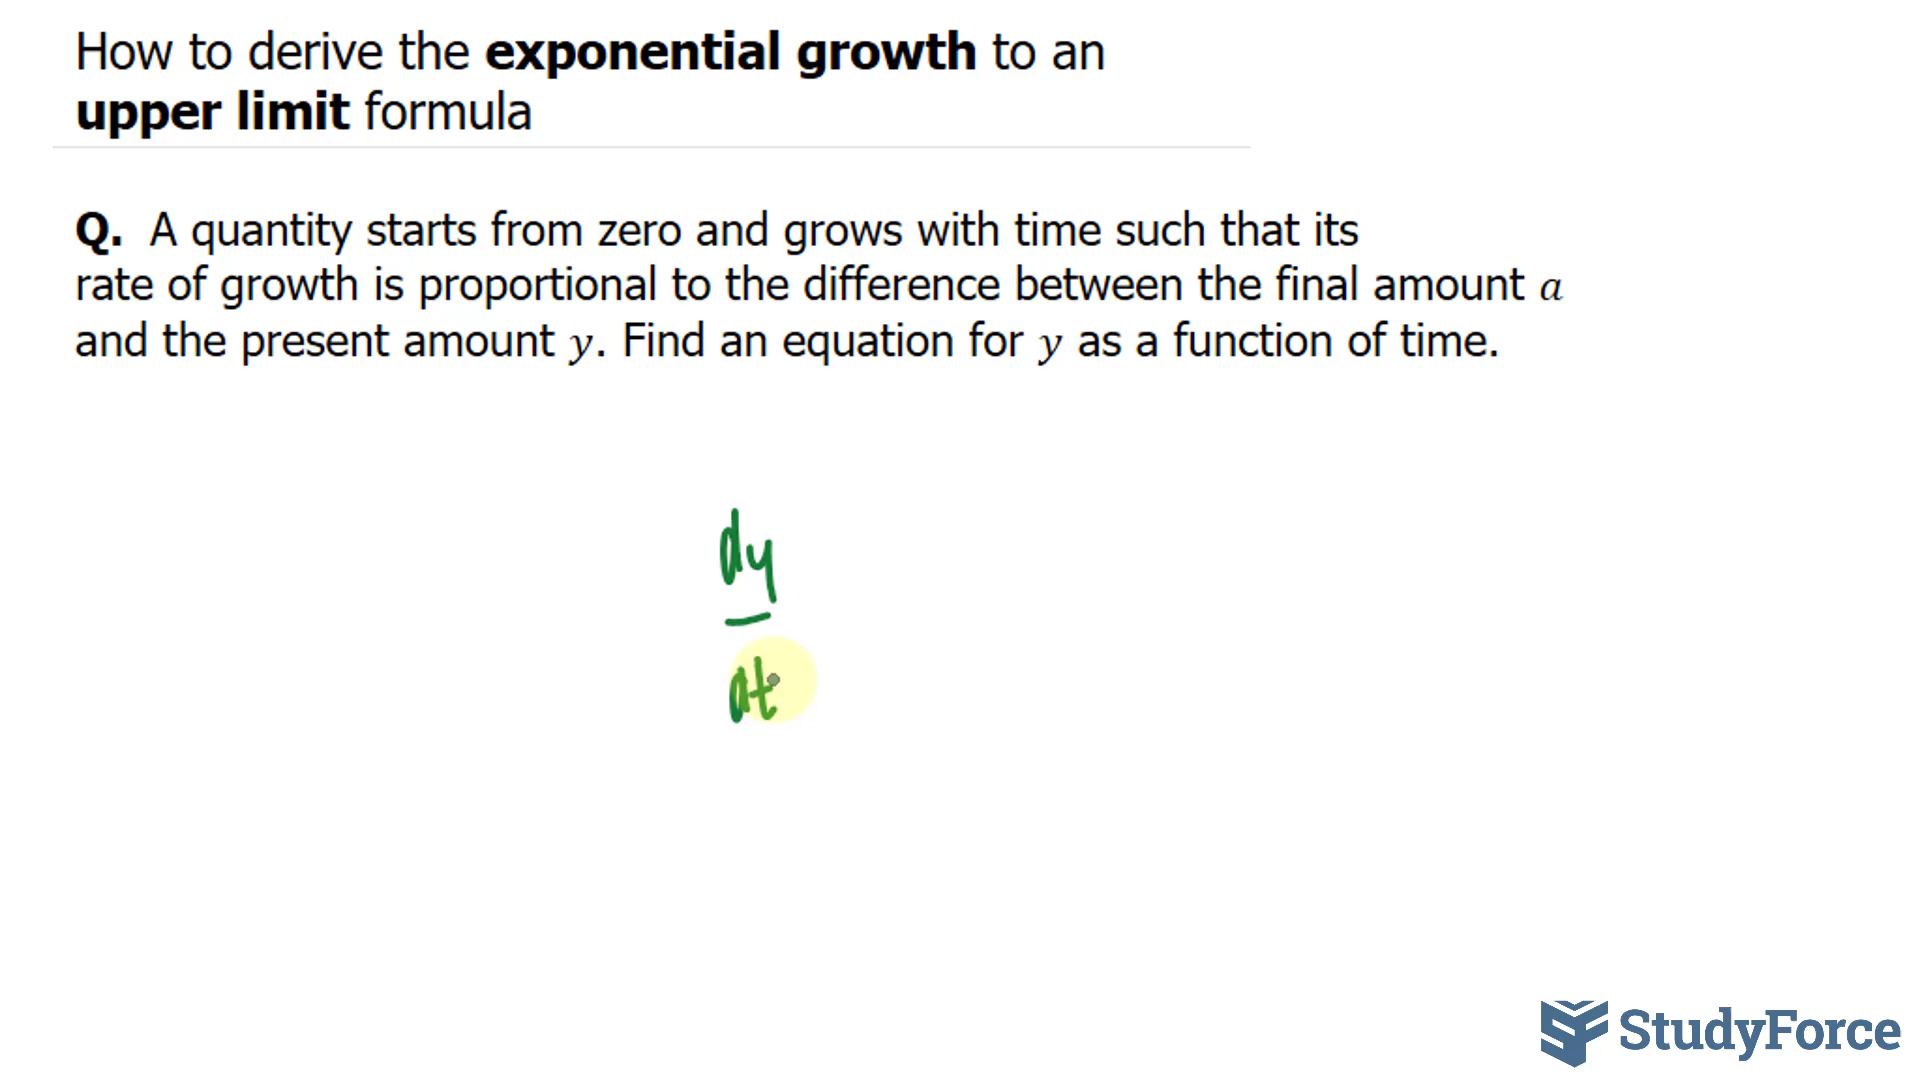 How to derive the exponential growth to an
upper limit formula
Q. A quantity starts from zero and grows with time such that its
rate of growth is proportional to the difference between the final amount a
and the present amount y. Find an equation for y as a function of time.
dy
dt
StudyForce